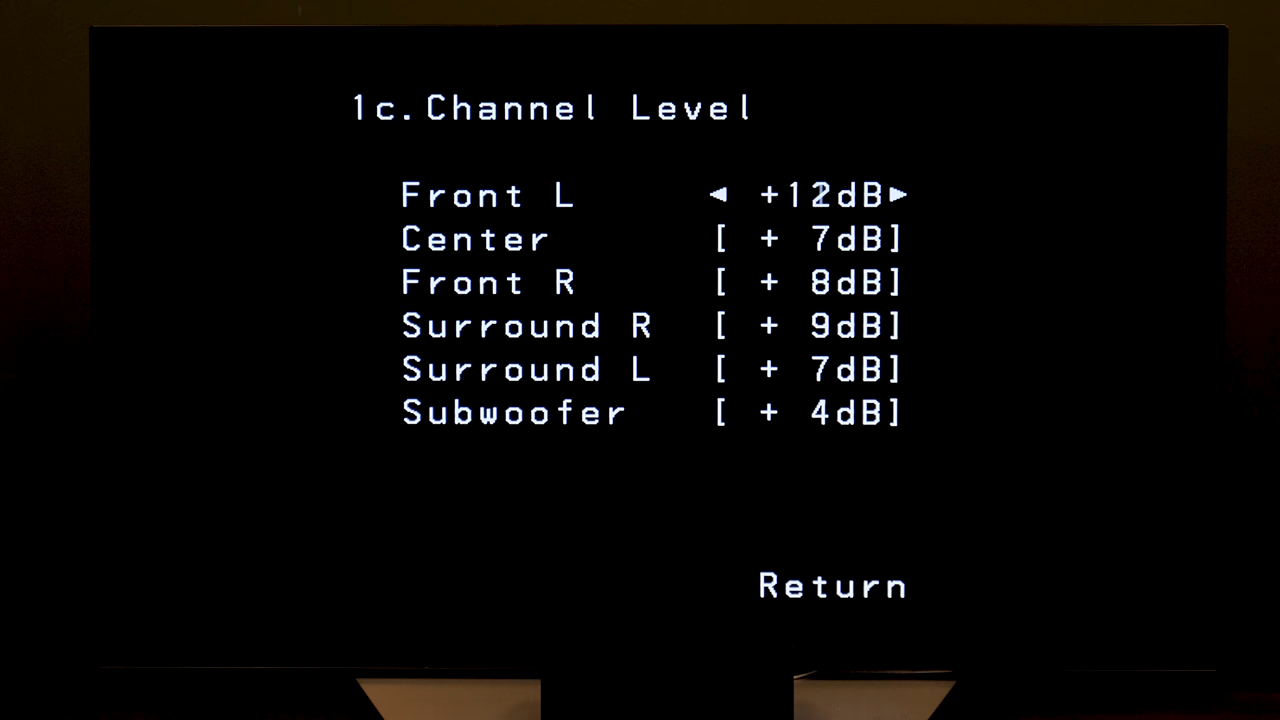 1c.Channel Level
Front L ◀ +12dB▶
Center [ + 7dB]
Front R [ + 8dB]
Surround R [ + 9dB]
Surround L [ + 7dB]
Subwoofer [ + 4dB]
Return